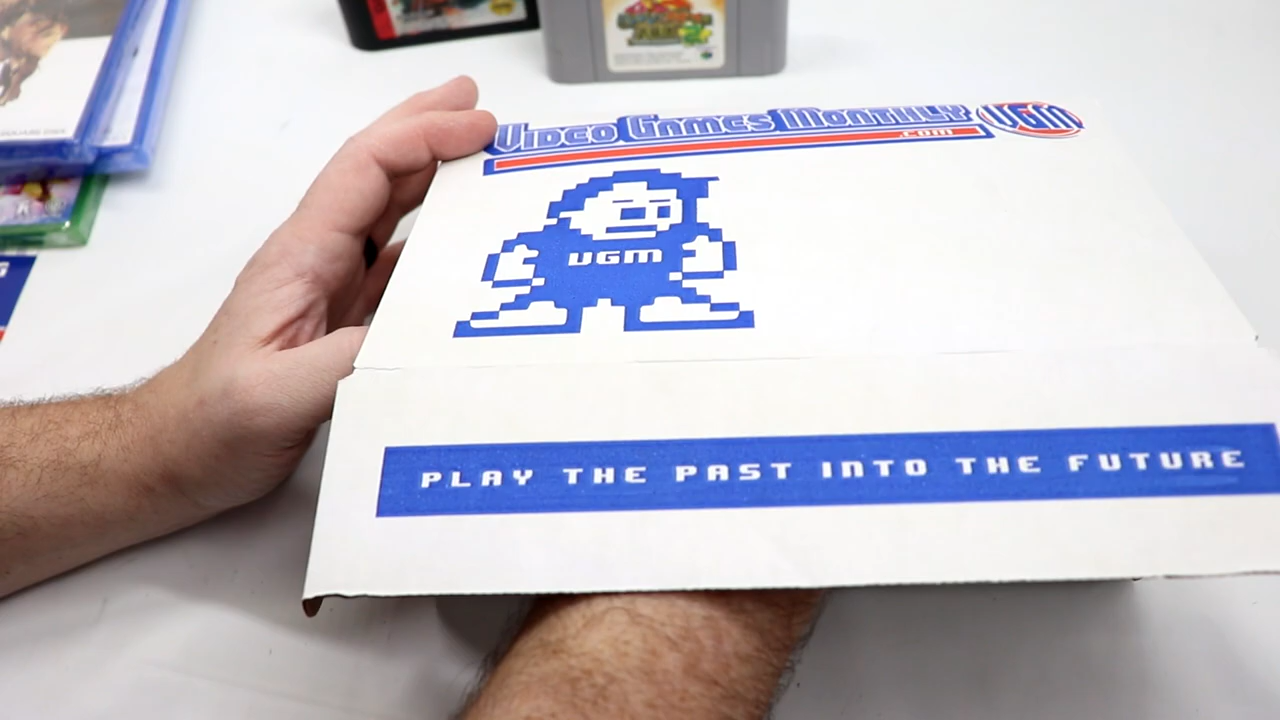 VIDEO GAMES MONTHLY
.COM
VGM
VGM
PLAY THE PAST INTO THE FUTURE